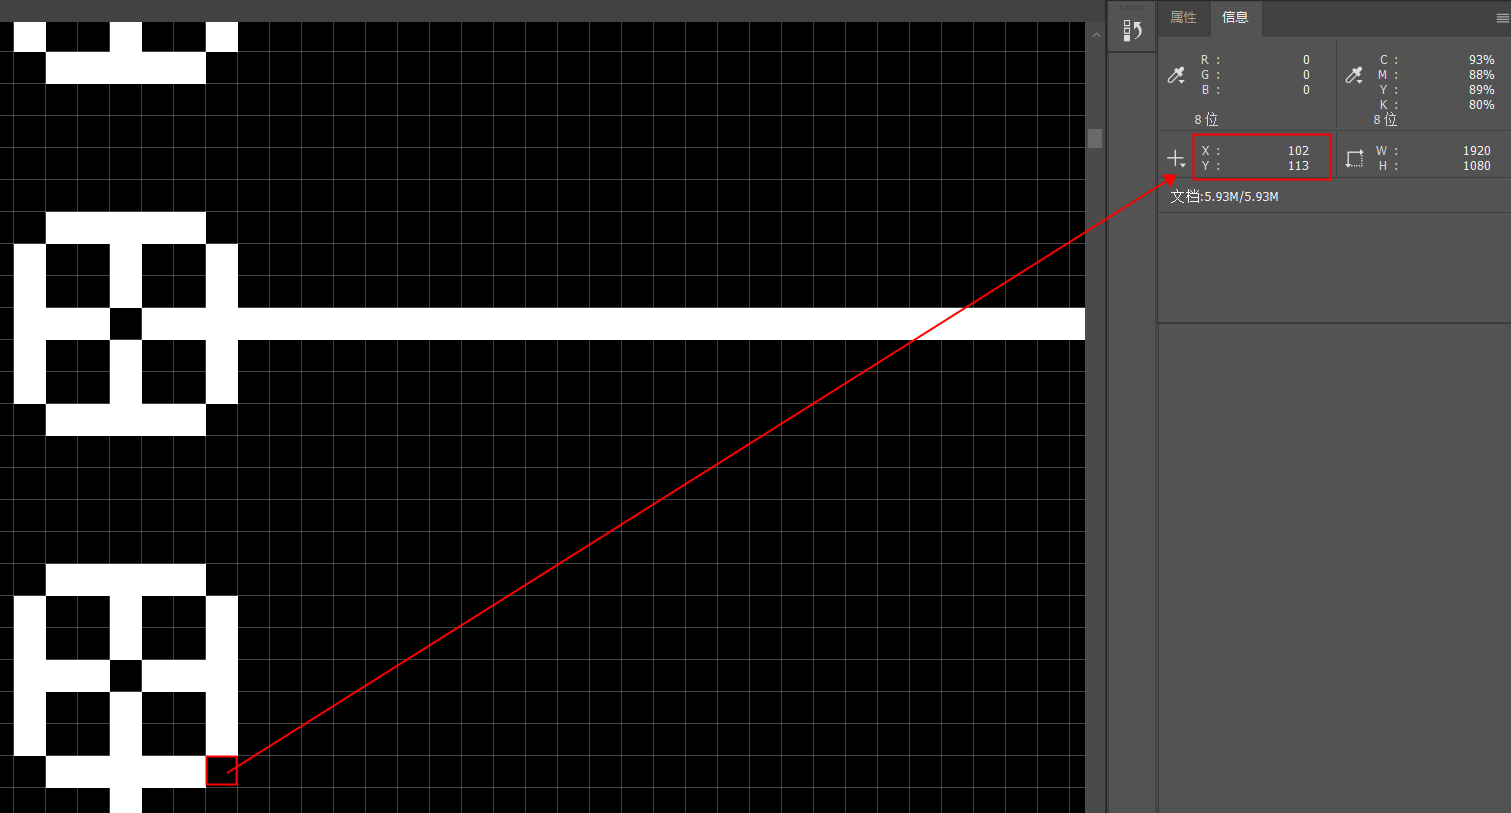 属性 信息
R : 0 C : 93%
G : 0 M : 88%
B : 0 Y : 89%
K : 80%
8 位 8 位
X : 102 W : 1920
Y : 113 H : 1080
文档:5.93M/5.93M